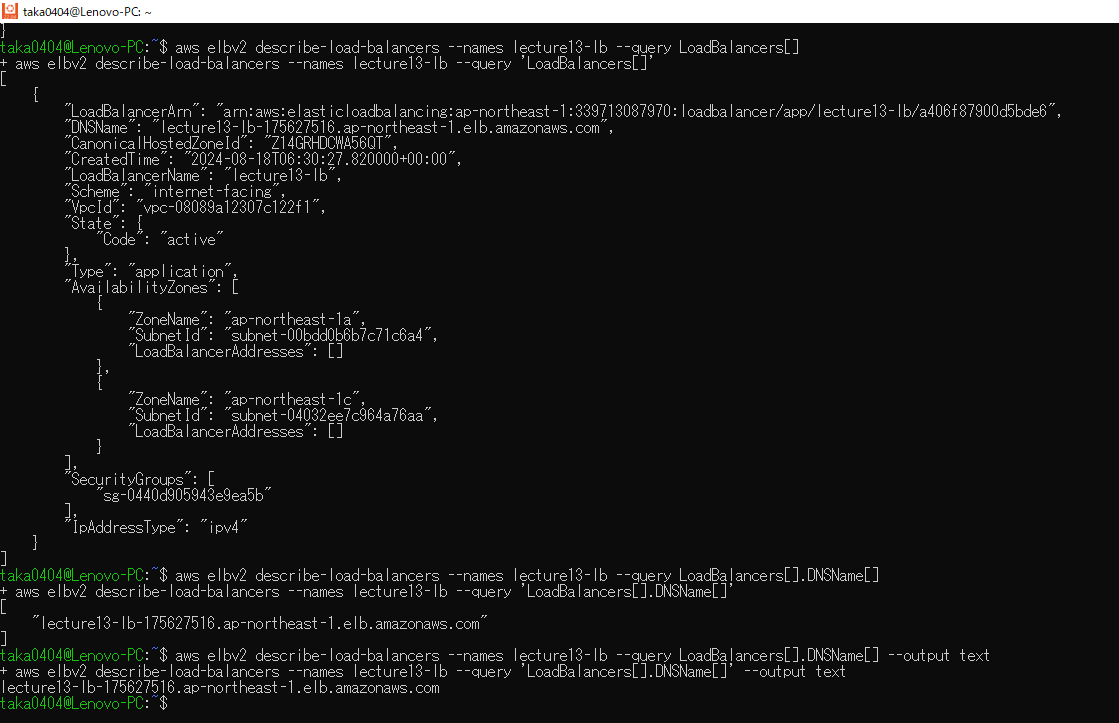 taka0404@Lenovo-PC: ~
}
taka0404@Lenovo-PC:~$ aws elbv2 describe-load-balancers --names lecture13-lb --query LoadBalancers[]
+ aws elbv2 describe-load-balancers --names lecture13-lb --query 'LoadBalancers[]'
[
    {
        "LoadBalancerArn": "arn:aws:elasticloadbalancing:ap-northeast-1:339713087970:loadbalancer/app/lecture13-lb/a406f87900d5bde6",
        "DNSName": "lecture13-lb-175627516.ap-northeast-1.elb.amazonaws.com",
        "CanonicalHostedZoneId": "Z14GRHDCWA56QT",
        "CreatedTime": "2024-08-18T06:30:27.820000+00:00",
        "LoadBalancerName": "lecture13-lb",
        "Scheme": "internet-facing",
        "VpcId": "vpc-08089a12307c122f1",
        "State": {
            "Code": "active"
        },
        "Type": "application",
        "AvailabilityZones": [
            {
                "ZoneName": "ap-northeast-1a",
                "SubnetId": "subnet-00bdd0b6b7c71c6a4",
                "LoadBalancerAddresses": []
            },
            {
                "ZoneName": "ap-northeast-1c",
                "SubnetId": "subnet-04032ee7c964a76aa",
                "LoadBalancerAddresses": []
            }
        ],
        "SecurityGroups": [
            "sg-0440d905943e9ea5b"
        ],
        "IpAddressType": "ipv4"
    }
]
taka0404@Lenovo-PC:~$ aws elbv2 describe-load-balancers --names lecture13-lb --query LoadBalancers[].DNSName[]
+ aws elbv2 describe-load-balancers --names lecture13-lb --query 'LoadBalancers[].DNSName[]'
[
    "lecture13-lb-175627516.ap-northeast-1.elb.amazonaws.com"
]
taka0404@Lenovo-PC:~$ aws elbv2 describe-load-balancers --names lecture13-lb --query LoadBalancers[].DNSName[] --output text
+ aws elbv2 describe-load-balancers --names lecture13-lb --query 'LoadBalancers[].DNSName[]' --output text
lecture13-lb-175627516.ap-northeast-1.elb.amazonaws.com
taka0404@Lenovo-PC:~$